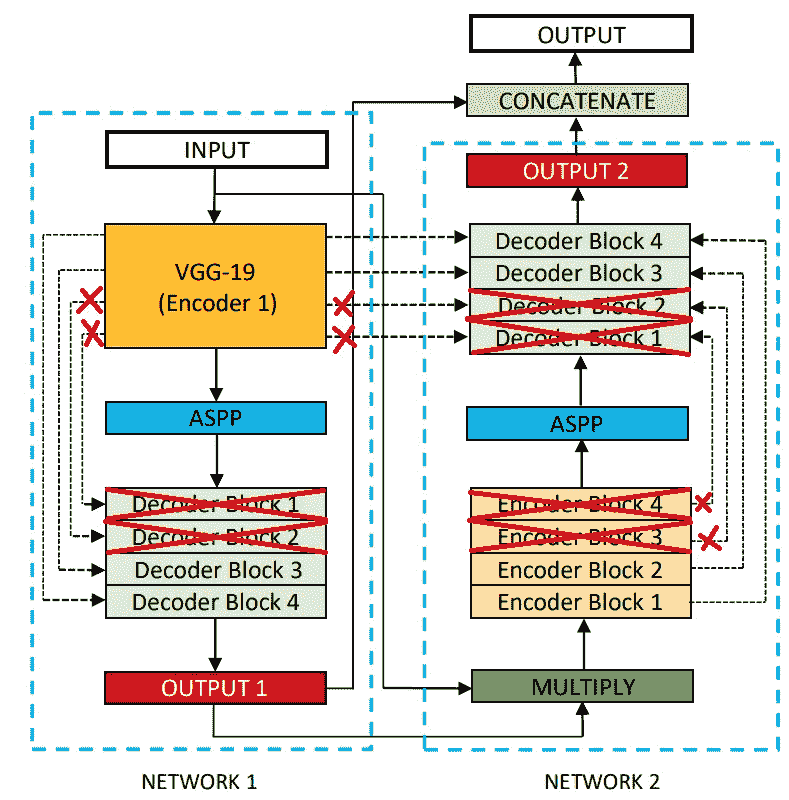 OUTPUT
CONCATENATE
INPUT
OUTPUT 2
VGG-19
(Encoder 1)
Decoder Block 4
Decoder Block 3
Decoder Block 2
Decoder Block 1
ASPP
ASPP
Decoder Block 1
Decoder Block 2
Decoder Block 3
Decoder Block 4
Encoder Block 4
Encoder Block 3
Encoder Block 2
Encoder Block 1
OUTPUT 1
MULTIPLY
NETWORK 1
NETWORK 2